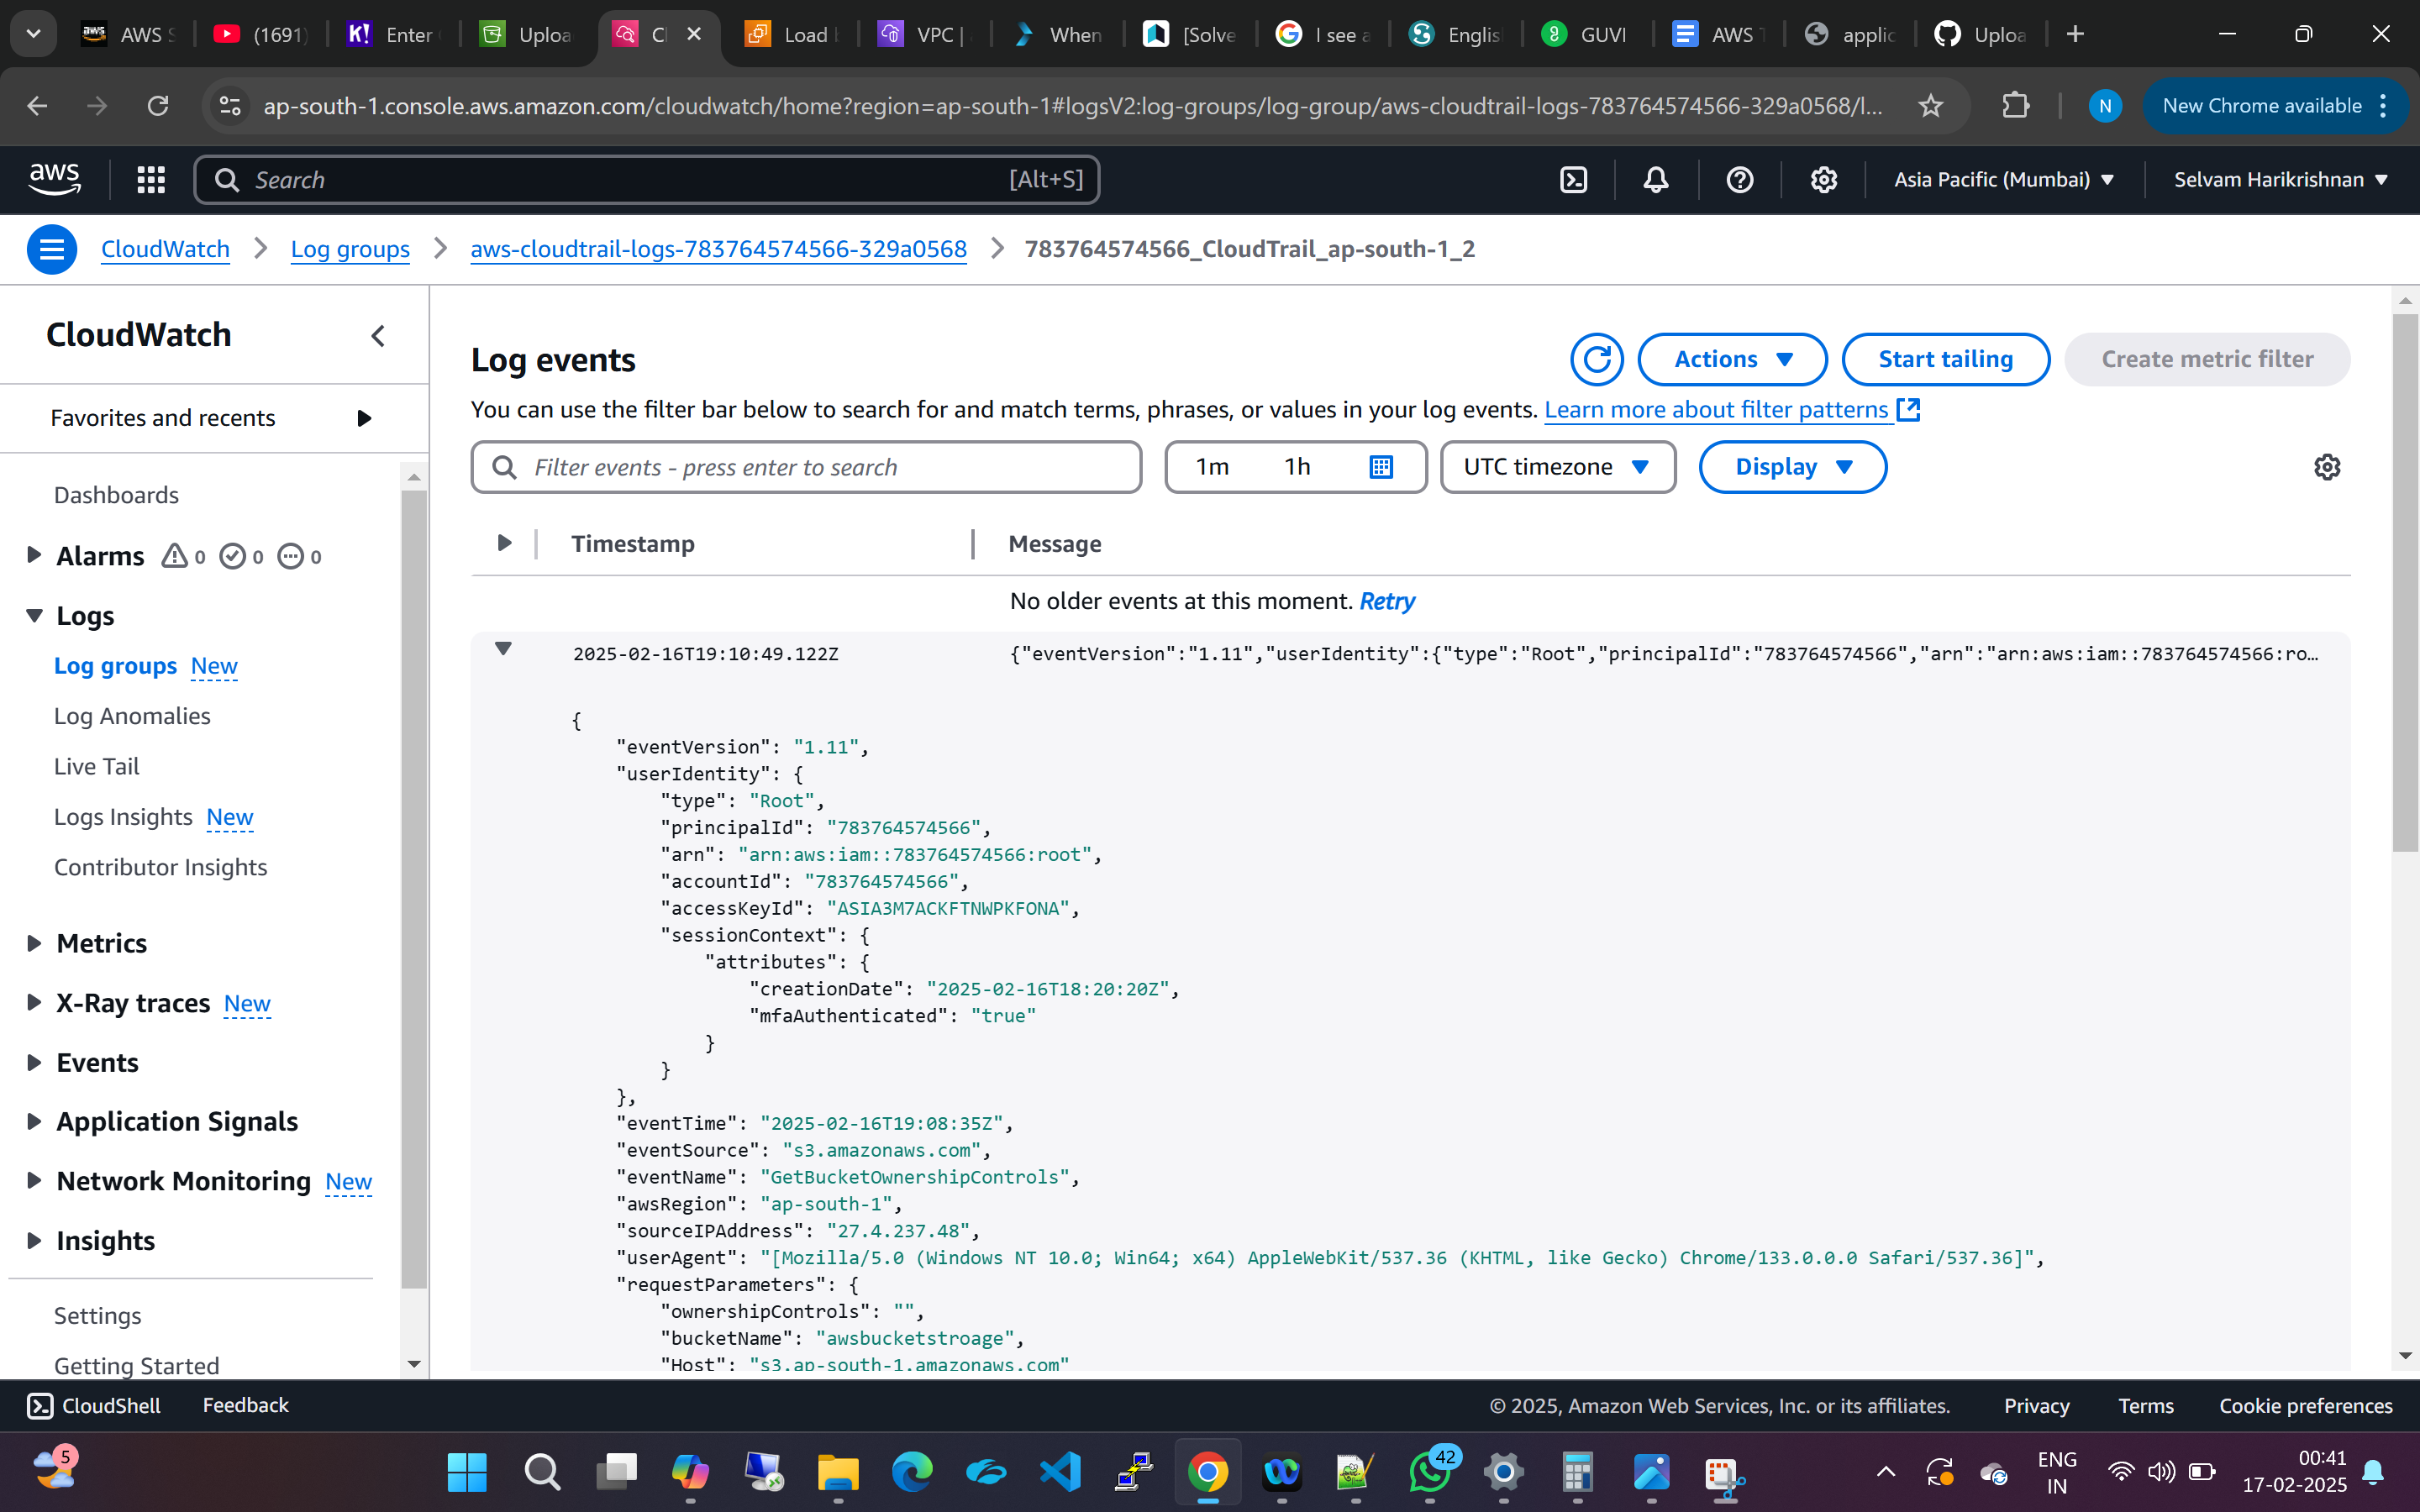 AWS S
(1691)
Enter
Uploa
Cl
Load b
VPC |
When
[Solve
I see a
Englis
GUVI
AWS T
applic
Uploa
ap-south-1.console.aws.amazon.com/cloudwatch/home?region=ap-south-1#logsV2:log-groups/log-group/aws-cloudtrail-logs-783764574566-329a0568/l...
N
New Chrome available
aws
Search
[Alt+S]
Asia Pacific (Mumbai)
Selvam Harikrishnan
CloudWatch
Log groups
aws-cloudtrail-logs-783764574566-329a0568
783764574566_CloudTrail_ap-south-1_2
CloudWatch
Favorites and recents
Dashboards
Alarms 0 0 0
Logs
Log groups New
Log Anomalies
Live Tail
Logs Insights New
Contributor Insights
Metrics
X-Ray traces New
Events
Application Signals
Network Monitoring New
Insights
Settings
Getting Started
Log events
Actions
Start tailing
Create metric filter
You can use the filter bar below to search for and match terms, phrases, or values in your log events. Learn more about filter patterns
Filter events - press enter to search
1m 1h
UTC timezone
Display
Timestamp
Message
No older events at this moment. Retry
2025-02-16T19:10:49.122Z
{"eventVersion":"1.11","userIdentity":{"type":"Root","principalId":"783764574566","arn":"arn:aws:iam::783764574566:ro...
{
"eventVersion": "1.11",
"userIdentity": {
"type": "Root",
"principalId": "783764574566",
"arn": "arn:aws:iam::783764574566:root",
"accountId": "783764574566",
"accessKeyId": "ASIA3M7ACKFTNWPKFONA",
"sessionContext": {
"attributes": {
"creationDate": "2025-02-16T18:20:20Z",
"mfaAuthenticated": "true"
}
}
},
"eventTime": "2025-02-16T19:08:35Z",
"eventSource": "s3.amazonaws.com",
"eventName": "GetBucketOwnershipControls",
"awsRegion": "ap-south-1",
"sourceIPAddress": "27.4.237.48",
"userAgent": "[Mozilla/5.0 (Windows NT 10.0; Win64; x64) AppleWebKit/537.36 (KHTML, like Gecko) Chrome/133.0.0.0 Safari/537.36]",
"requestParameters": {
"ownershipControls": "",
"bucketName": "awsbucketstroage",
"Host": "s3.ap-south-1.amazonaws.com"
CloudShell
Feedback
© 2025, Amazon Web Services, Inc. or its affiliates.
Privacy
Terms
Cookie preferences
5
42
ENG
IN
00:41
17-02-2025